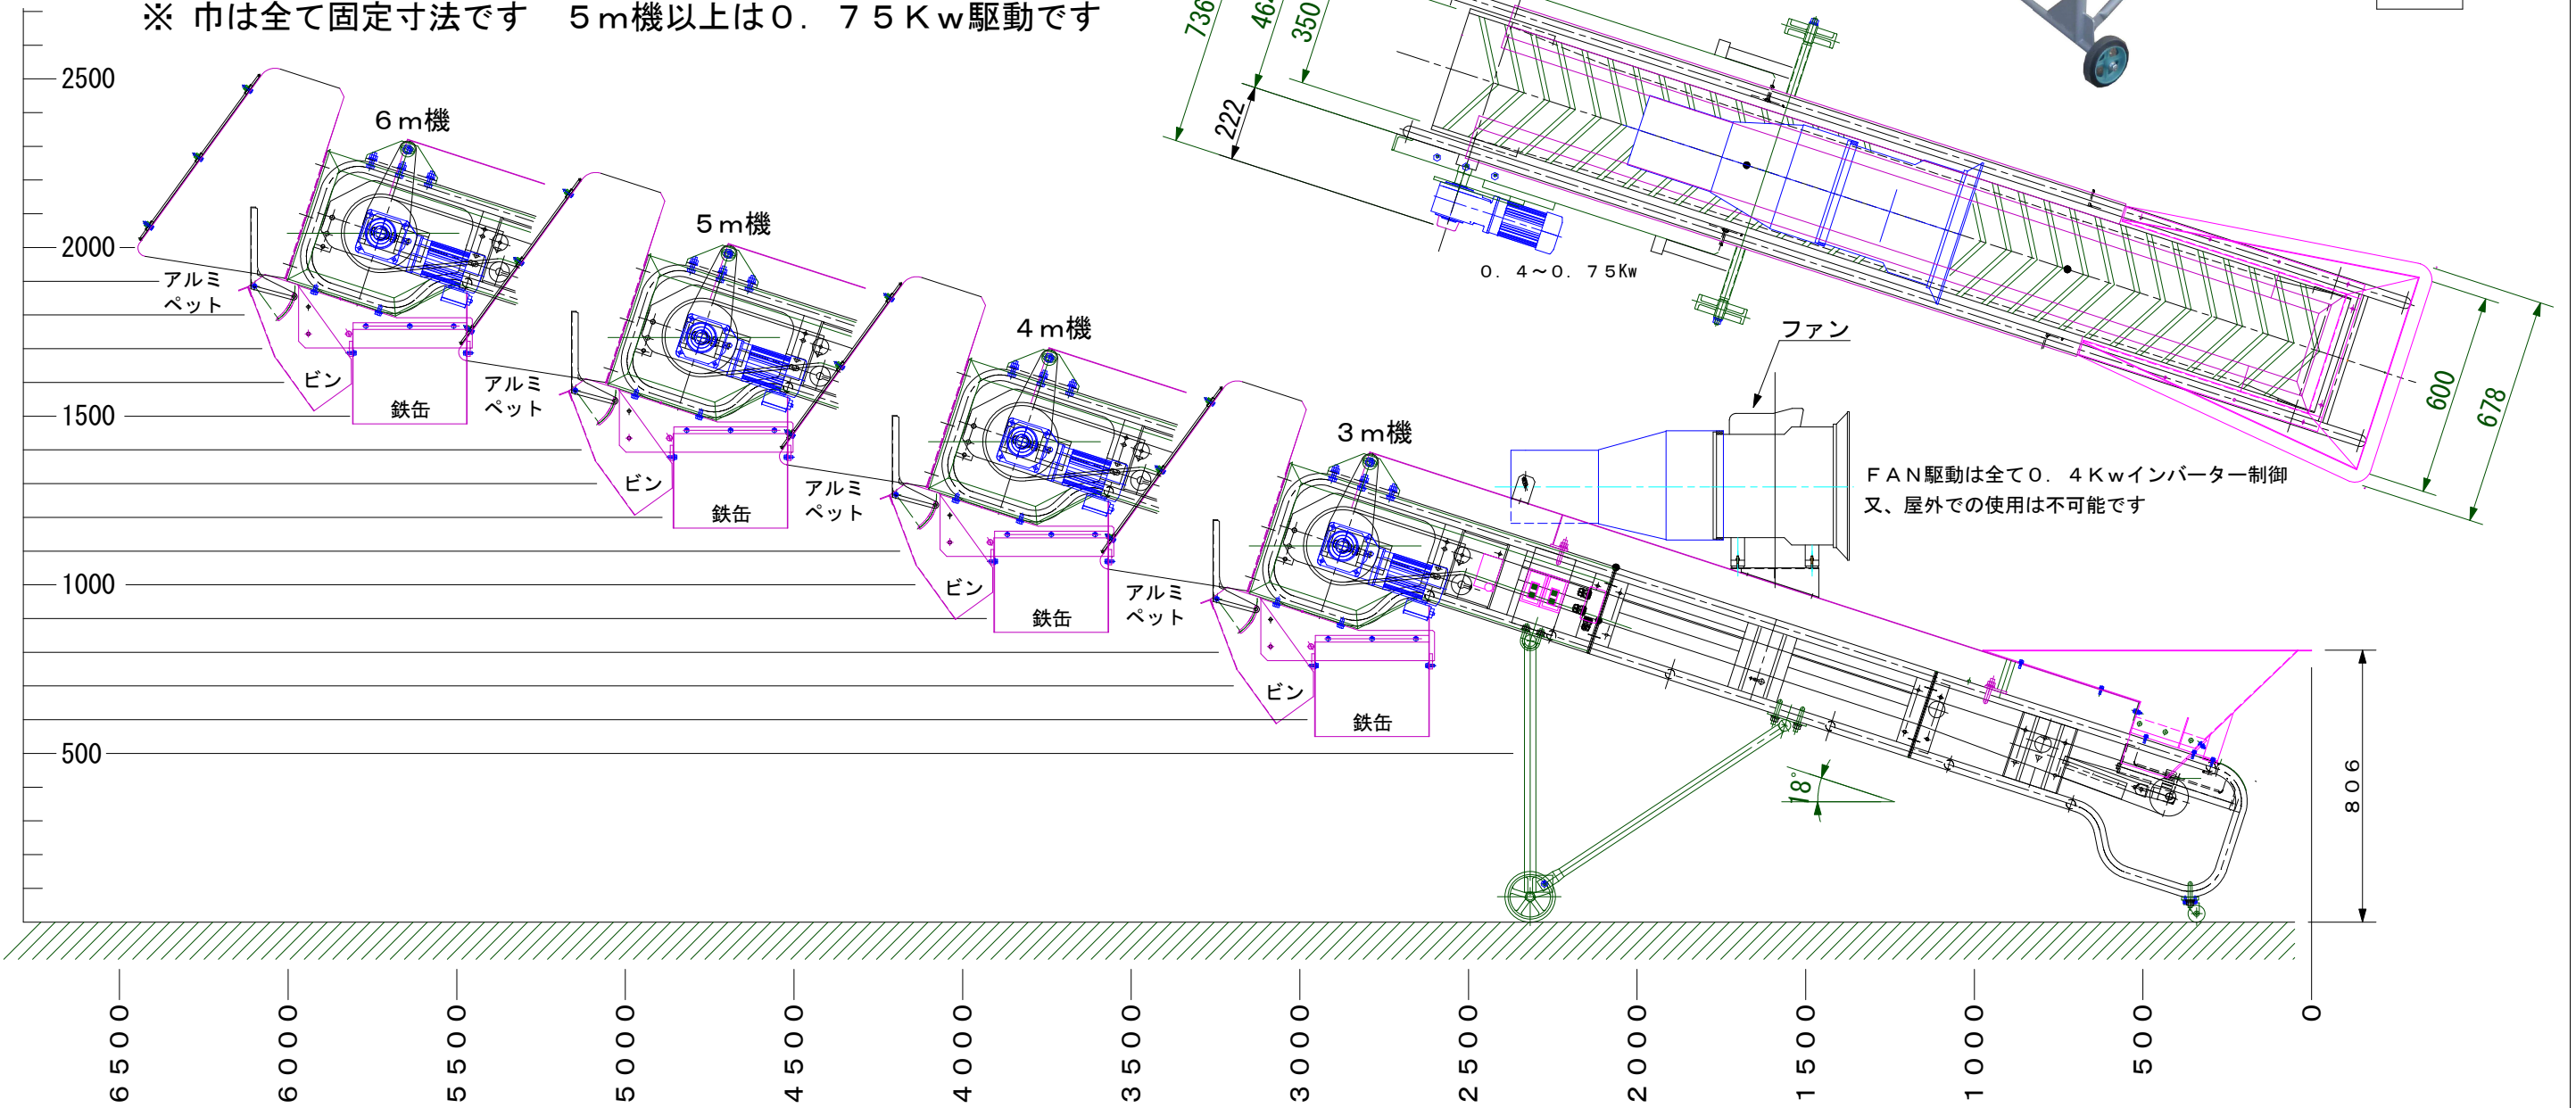 ※ 巾は全て固定寸法です　5ｍ機以上は0．75Kw駆動です
736
350
222
2500
6ｍ機
2000
アルミ
ペット
ビン
鉄缶
5ｍ機
1500
アルミ
ペット
ビン
鉄缶
4ｍ機
1000
アルミ
ペット
ビン
鉄缶
3ｍ機
500
アルミ
ペット
ビン
鉄缶
0．4～0．75Kw
ファン
ＦＡＮ駆動は全て0．4Kwインバーター制御
又、屋外での使用は不可能です
600
678
18°
806
6500
6000
5500
5000
4500
4000
3500
3000
2500
2000
1500
1000
500
0